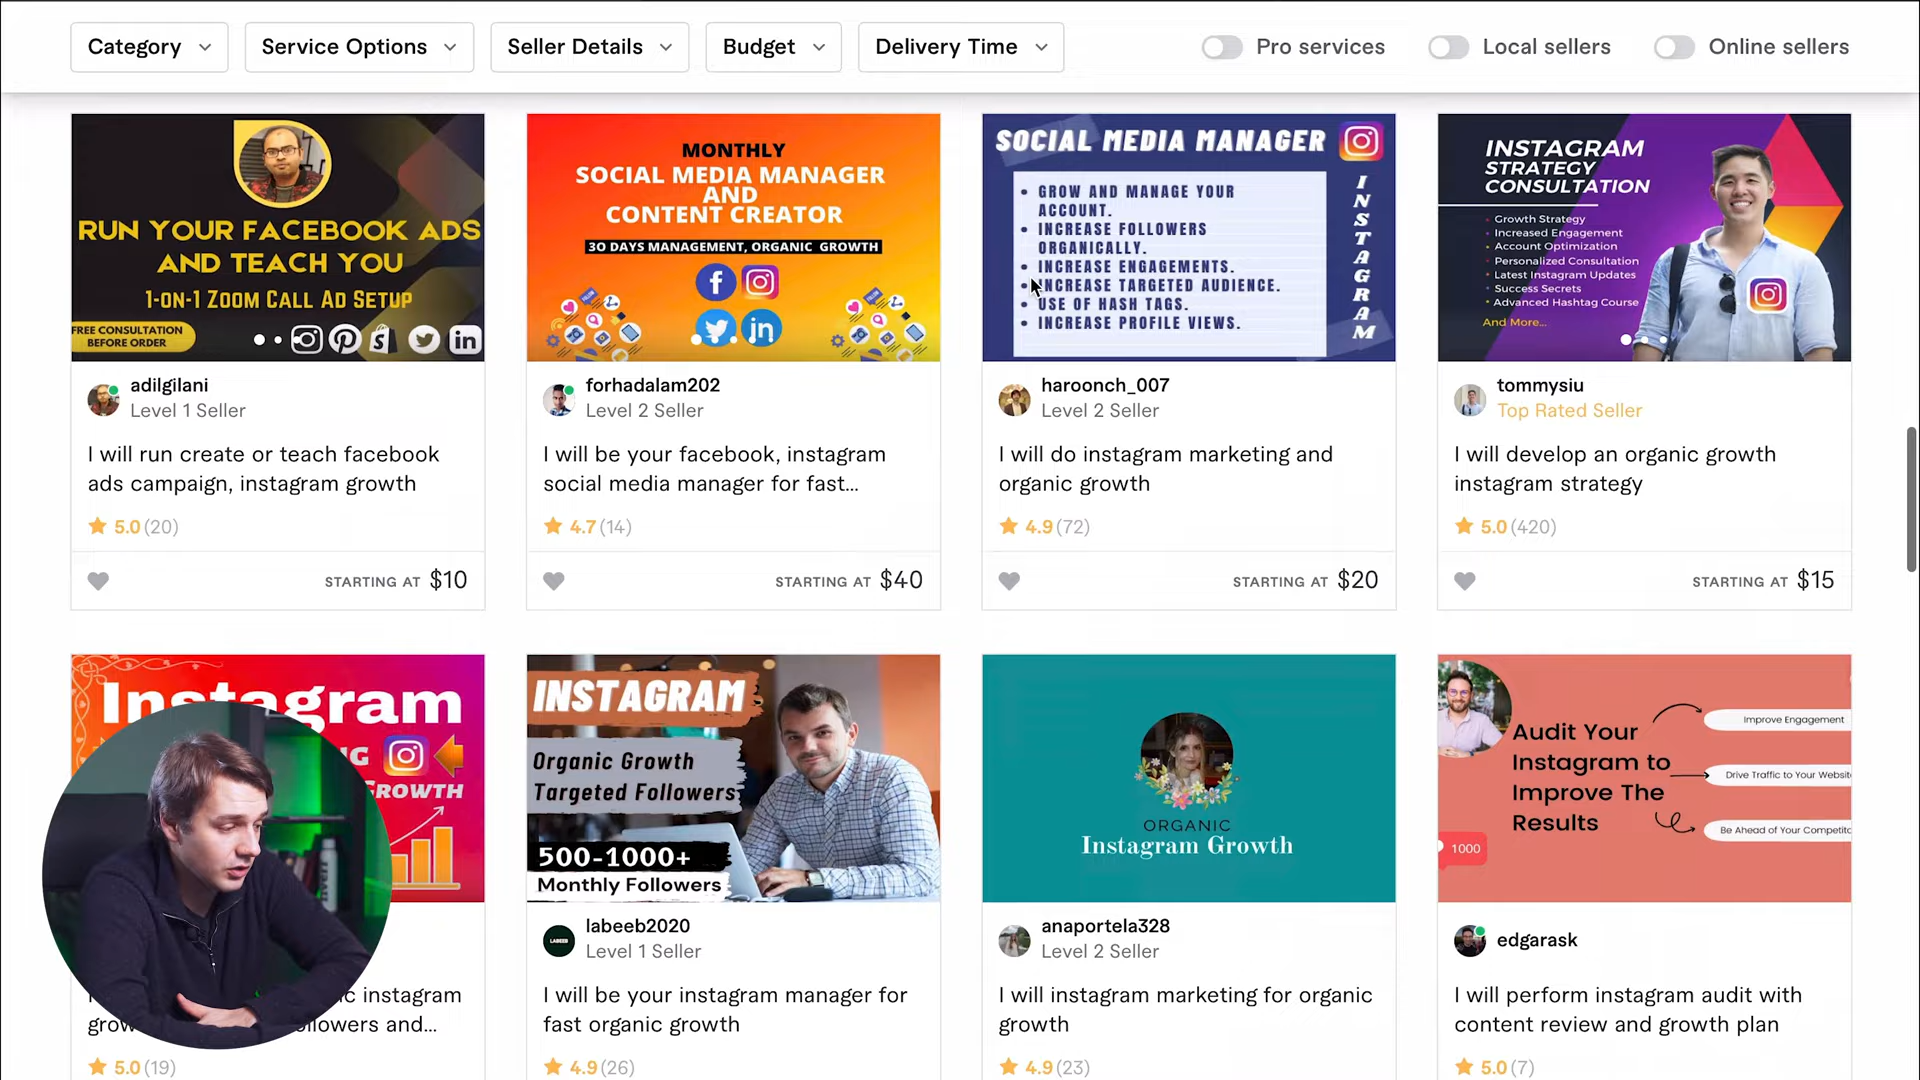 Category
Service Options
Seller Details
Budget
Delivery Time
Pro services
Local sellers
Online sellers
RUN YOUR FACEBOOK ADS
AND TEACH YOU
1-ON-1 ZOOM CALL AD SETUP
FREE CONSULTATION
BEFORE ORDER
adilgilani
Level 1 Seller
I will run create or teach facebook
ads campaign, instagram growth
5.0 (20)
STARTING AT $10
MONTHLY
SOCIAL MEDIA MANAGER
AND
CONTENT CREATOR
30 DAYS MANAGEMENT, ORGANIC GROWTH
forhadalam202
Level 2 Seller
I will be your facebook, instagram
social media manager for fast...
4.7 (14)
STARTING AT $40
SOCIAL MEDIA MANAGER
INSTAGRAM
• GROW AND MANAGE YOUR
ACCOUNT.
• INCREASE FOLLOWERS
ORGANICALLY.
• INCREASE ENGAGEMENTS.
• INCREASE TARGETED AUDIENCE.
• USE OF HASH TAGS.
• INCREASE PROFILE VIEWS.
haroonch_007
Level 2 Seller
I will do instagram marketing and
organic growth
4.9 (72)
STARTING AT $20
INSTAGRAM
STRATEGY
CONSULTATION
• Growth Strategy
• Increased Engagement
• Account Optimization
• Personalized Consultation
• Latest Instagram Updates
• Success Secrets
• Advanced Hashtag Course
And More...
tommysiu
Top Rated Seller
I will develop an organic growth
instagram strategy
5.0 (420)
STARTING AT $15
Instagram
GROWTH
instagram
5.0 (19)
INSTAGRAM
Organic Growth
Targeted Followers
500-1000+
Monthly Followers
LABEEB
labeeb2020
Level 1 Seller
I will be your instagram manager for
fast organic growth
4.9 (26)
ORGANIC
Instagram Growth
anaportela328
Level 2 Seller
I will instagram marketing for organic
growth
4.9 (23)
Audit Your
Instagram to
Improve The
Results
Improve Engagement
Drive Traffic to Your Website
Be Ahead of Your Competito
1000
edgarask
I will perform instagram audit with
content review and growth plan
5.0 (7)